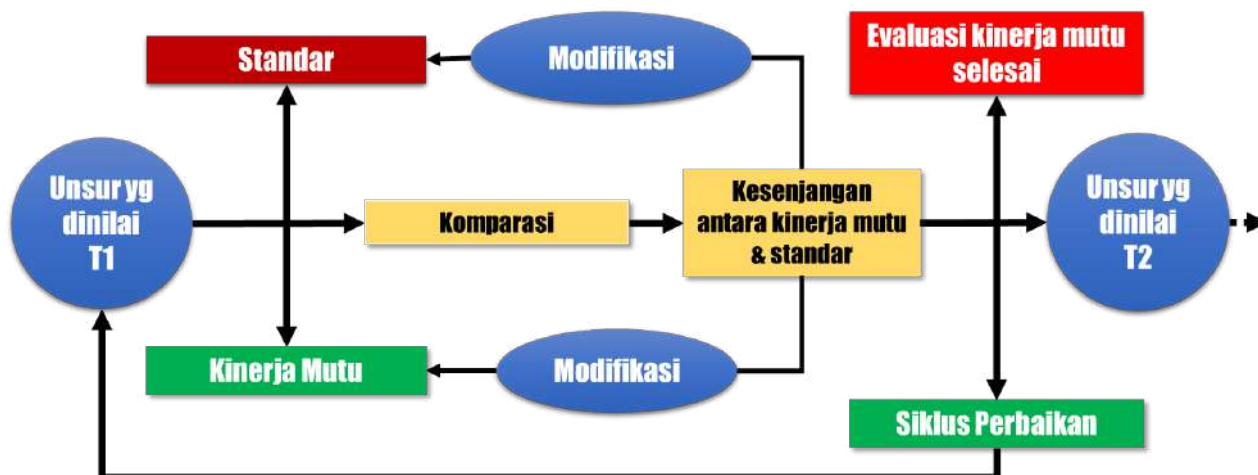 Standar
Modifikasi
Evaluasi kinerja mutu
selesai
Unsur yg
dinilai
T1
Komparasi
Kesenjangan
antara kinerja mutu
& standar
Unsur yg
dinilai
T2
Kinerja Mutu
Modifikasi
Siklus Perbaikan